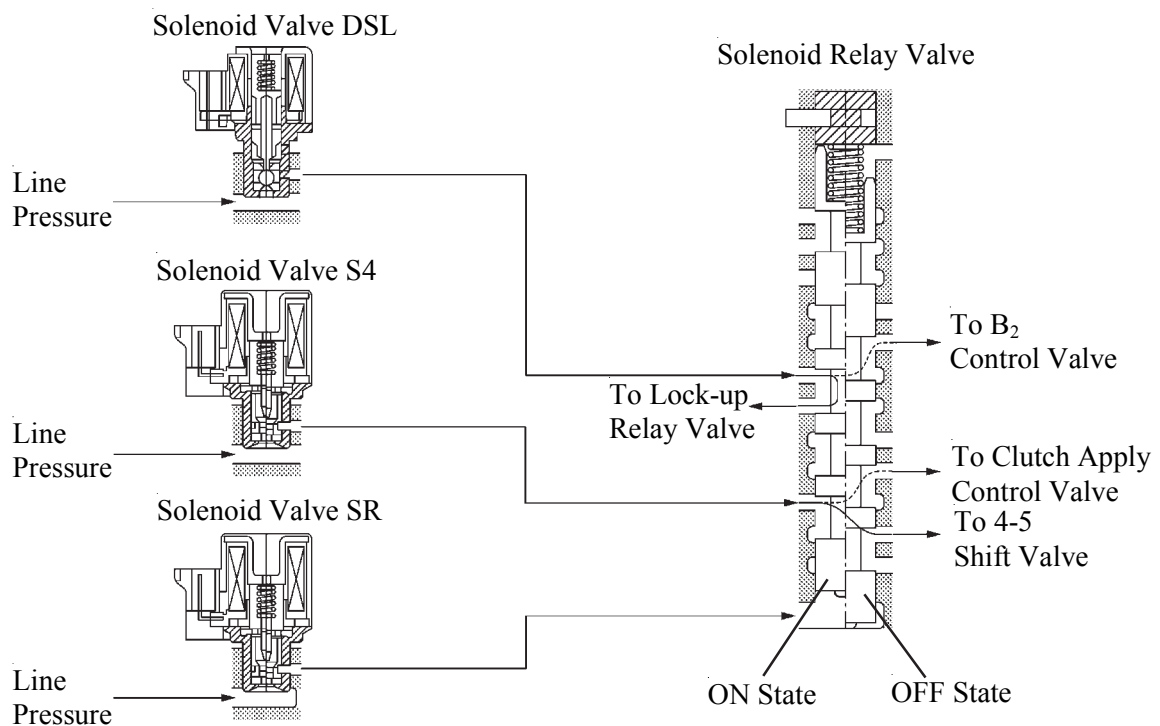 Solenoid Valve DSL
Solenoid Relay Valve
Line
Pressure
Solenoid Valve S4
To B2
Control Valve
To Lock-up
Relay Valve
Line
Pressure
To Clutch Apply
Control Valve
Solenoid Valve SR
To 4-5
Shift Valve
Line
Pressure
ON State
OFF State